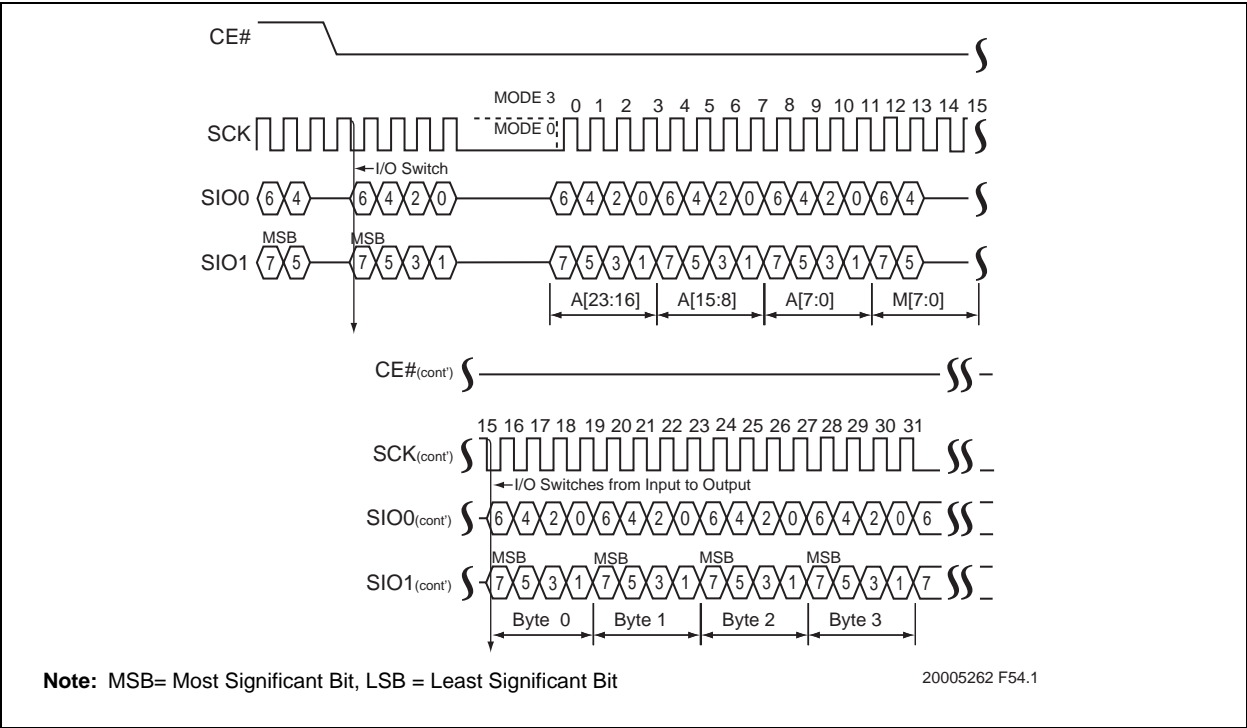 CE#
MODE 3
0 1 2 3 4 5 6 7 8 9 10 11 12 13 14 15
SCK
MODE 0
I/O Switch
SIO0 6 4 6 4 2 0 6 4 2 0 6 4 2 0 6 4 2 0 6 4
MSB MSB
SIO1 7 5 7 5 3 1 7 5 3 1 7 5 3 1 7 5 3 1 7 5
A[23:16] A[15:8] A[7:0] M[7:0]
CE#(cont')
15 16 17 18 19 20 21 22 23 24 25 26 27 28 29 30 31
SCK(cont')
I/O Switches from Input to Output
SIO0(cont') 6 4 2 0 6 4 2 0 6 4 2 0 6 4 2 0 6
MSB MSB MSB MSB
SIO1(cont') 7 5 3 1 7 5 3 1 7 5 3 1 7 5 3 1 7
Byte 0 Byte 1 Byte 2 Byte 3
Note: MSB= Most Significant Bit, LSB = Least Significant Bit
20005262 F54.1